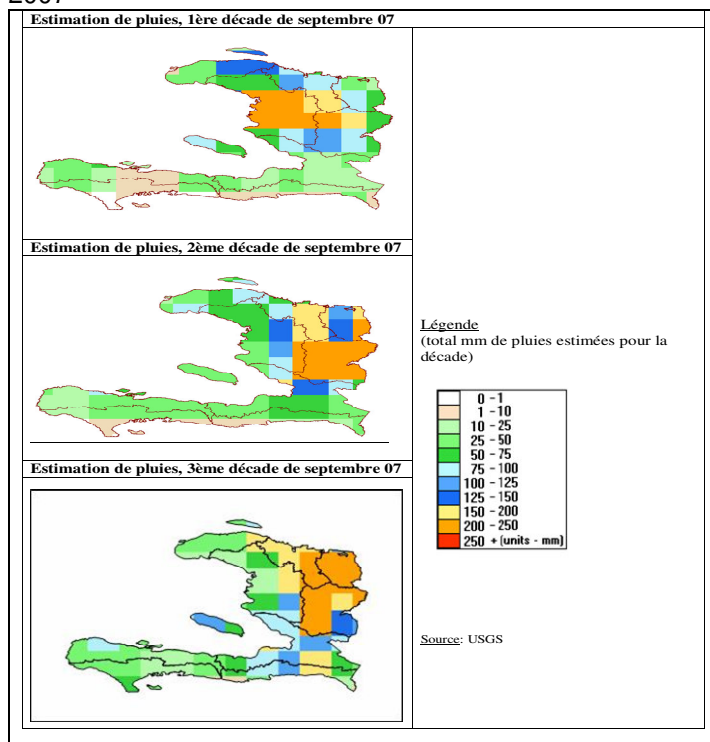 2007
Estimation de pluies, 1ère décade de septembre 07
Estimation de pluies, 2ème décade de septembre 07
Légende
(total mm de pluies estimées pour la
décade)
0 - 1
1 - 10
10 - 25
25 - 50
50 - 75
75 - 100
100 - 125
125 - 150
150 - 200
200 - 250
250 + (units - mm)
Estimation de pluies, 3ème décade de septembre 07
Source: USGS